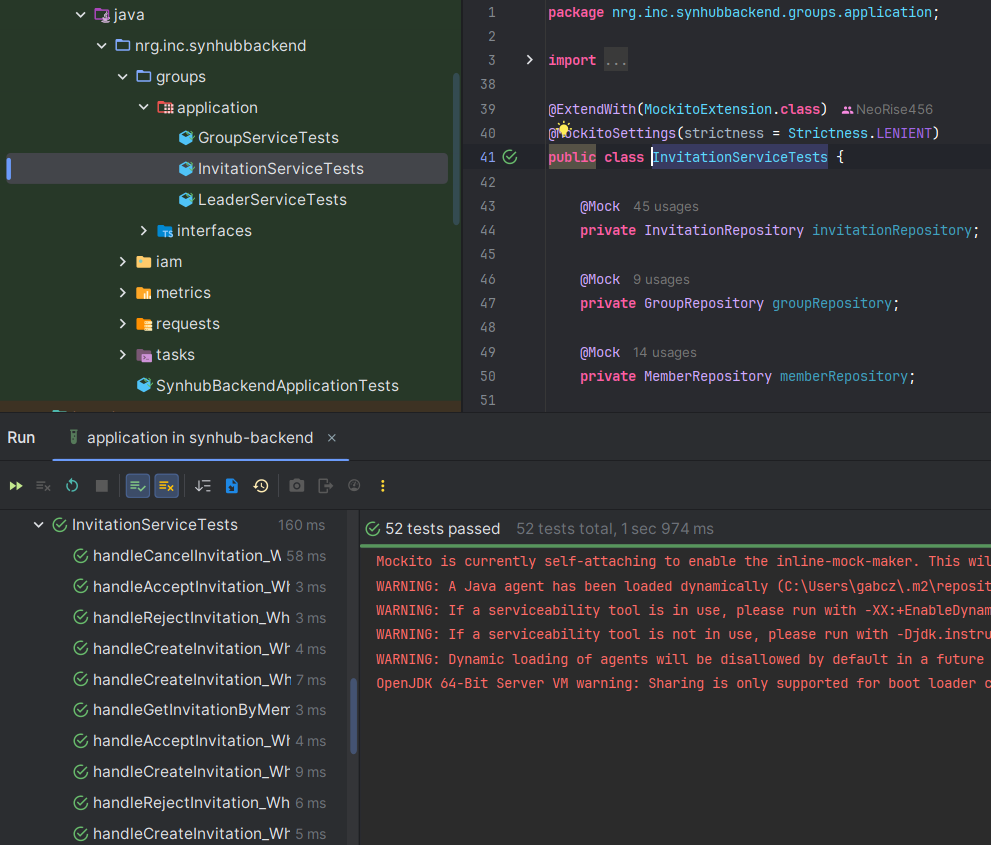 java
nrg.inc.synhubbackend
groups
application
GroupServiceTests
InvitationServiceTests
LeaderServiceTests
interfaces
iam
metrics
requests
tasks
SynhubBackendApplicationTests
1 package nrg.inc.synhubbackend.groups.application;
2
3 import ...
38
39 @ExtendWith(MockitoExtension.class) NeoRise456
40 @MockitoSettings(strictness = Strictness.LENIENT)
41 public class InvitationServiceTests {
42
43 @Mock 45 usages
44 private InvitationRepository invitationRepository;
45
46 @Mock 9 usages
47 private GroupRepository groupRepository;
48
49 @Mock 14 usages
50 private MemberRepository memberRepository;
51
Run application in synhub-backend ×
InvitationServiceTests 160 ms
handleCancelInvitation_W 58 ms
handleAcceptInvitation_Wh 3 ms
handleRejectInvitation_Wh 3 ms
handleCreateInvitation_Wh 4 ms
handleCreateInvitation_Wh 7 ms
handleGetInvitationByMem 3 ms
handleAcceptInvitation_Wh 4 ms
handleCreateInvitation_Wh 9 ms
handleRejectInvitation_Wh 6 ms
handleCreateInvitation_Wh 5 ms
52 tests passed 52 tests total, 1 sec 974 ms
Mockito is currently self-attaching to enable the inline-mock-maker. This wil
WARNING: A Java agent has been loaded dynamically (C:\Users\gabcz\.m2\reposit
WARNING: If a serviceability tool is in use, please run with -XX:+EnableDynam
WARNING: If a serviceability tool is not in use, please run with -Djdk.instru
WARNING: Dynamic loading of agents will be disallowed by default in a future
OpenJDK 64-Bit Server VM warning: Sharing is only supported for boot loader c